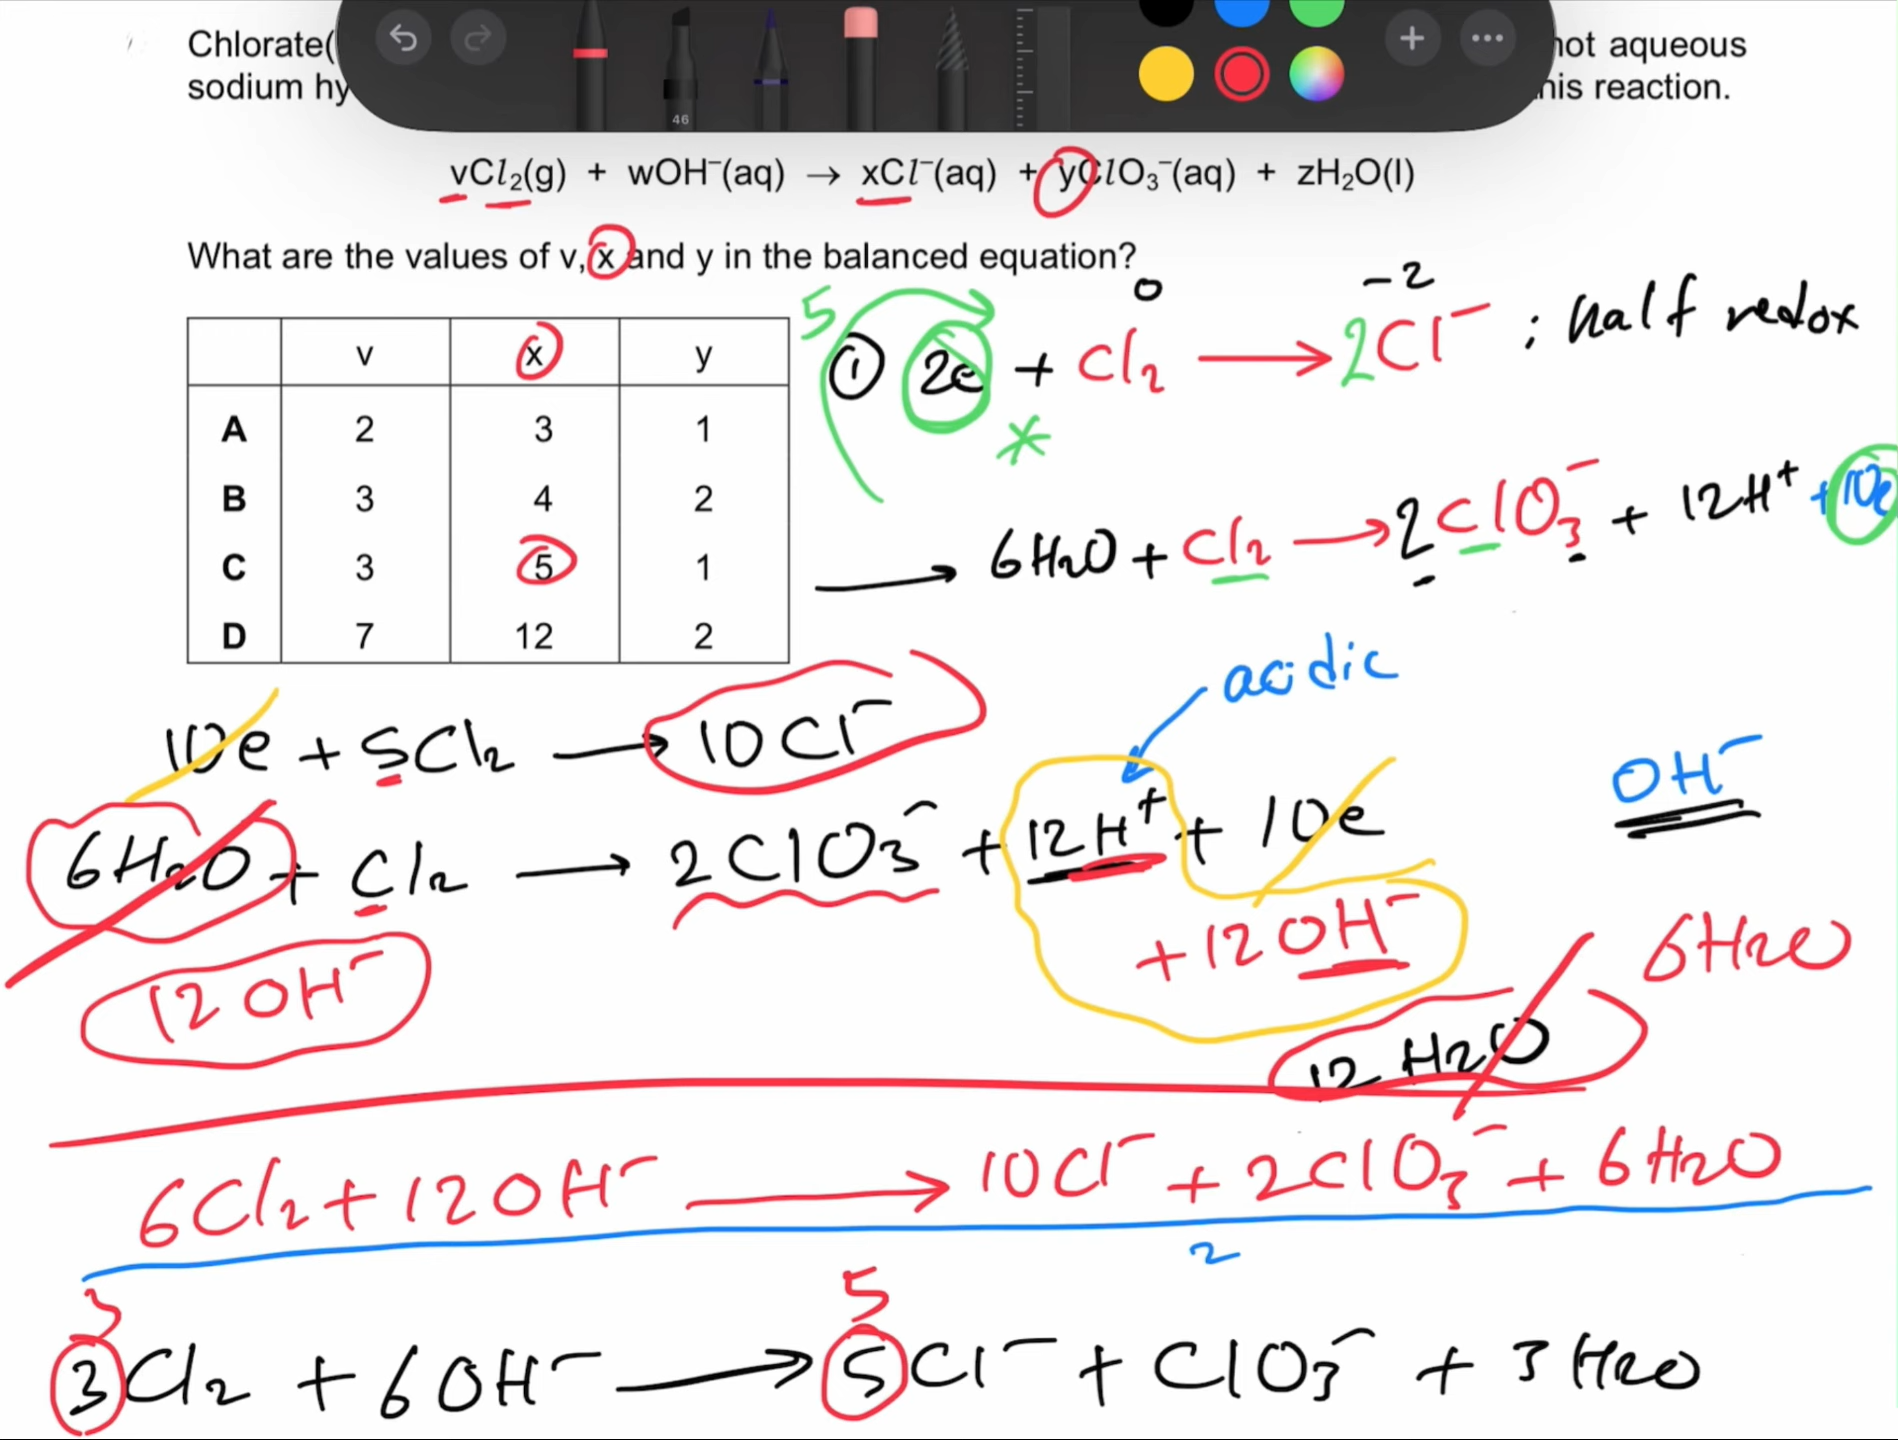 Chlorate( hot aqueous
sodium hy his reaction.
46
vCl₂(g) + wOH⁻(aq) → xCl⁻(aq) + yClO₃⁻(aq) + zH₂O(l)
What are the values of v, x and y in the balanced equation?
v x y
A 2 3 1
B 3 4 2
C 3 5 1
D 7 12 2
0 −2
5 ① 2e + Cl₂ → 2Cl⁻ ; half redox
*
→ 6H₂O + Cl₂ → 2ClO₃⁻ + 12H⁺ + 10e
acidic
10e + 5Cl₂ → 10Cl⁻
OH⁻
6H₂O + Cl₂ → 2ClO₃⁻ + 12H⁺ + 10e
12OH⁻ + 12OH⁻ 6H₂O
12H₂O
6Cl₂ + 12OH⁻ → 10Cl⁻ + 2ClO₃⁻ + 6H₂O
2
3 5
3Cl₂ + 6OH⁻ → 5Cl⁻ + ClO₃⁻ + 3H₂O